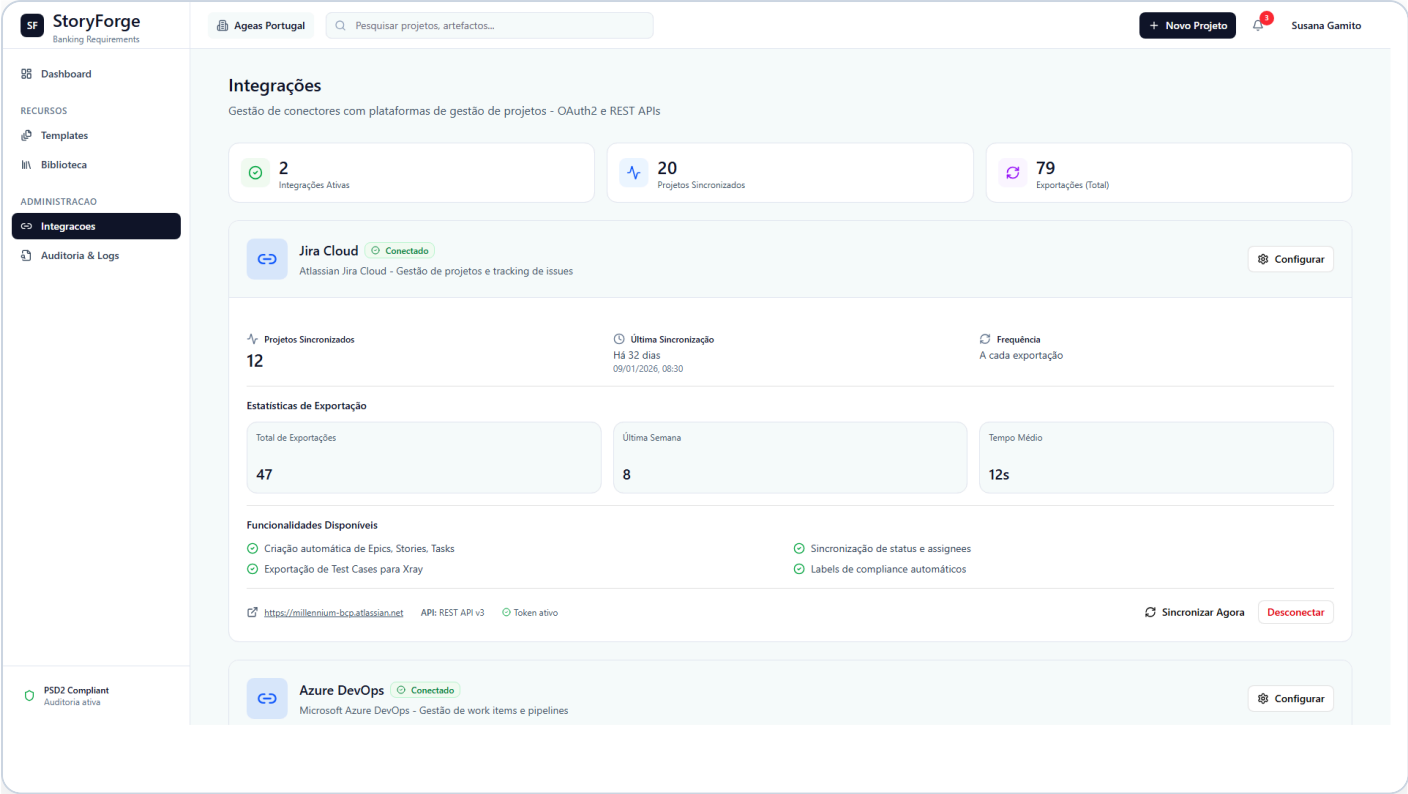 SF
StoryForge
Banking Requirements
Ageas Portugal
Pesquisar projetos, artefactos...
+ Novo Projeto
3
Susana Gamito
Dashboard
RECURSOS
Templates
Biblioteca
ADMINISTRACAO
Integracoes
Auditoria & Logs
PSD2 Compliant
Auditoria ativa
Integrações
Gestão de conectores com plataformas de gestão de projetos - OAuth2 e REST APIs
2
Integrações Ativas
20
Projetos Sincronizados
79
Exportações (Total)
Jira Cloud
Conectado
Atlassian Jira Cloud - Gestão de projetos e tracking de issues
Configurar
Projetos Sincronizados
12
Última Sincronização
Há 32 dias
09/01/2026, 08:30
Frequência
A cada exportação
Estatísticas de Exportação
Total de Exportações
47
Última Semana
8
Tempo Médio
12s
Funcionalidades Disponíveis
Criação automática de Epics, Stories, Tasks
Sincronização de status e assignees
Exportação de Test Cases para Xray
Labels de compliance automáticos
https://millennium-bcp.atlassian.net
API: REST API v3
Token ativo
Sincronizar Agora
Desconectar
Azure DevOps
Conectado
Microsoft Azure DevOps - Gestão de work items e pipelines
Configurar